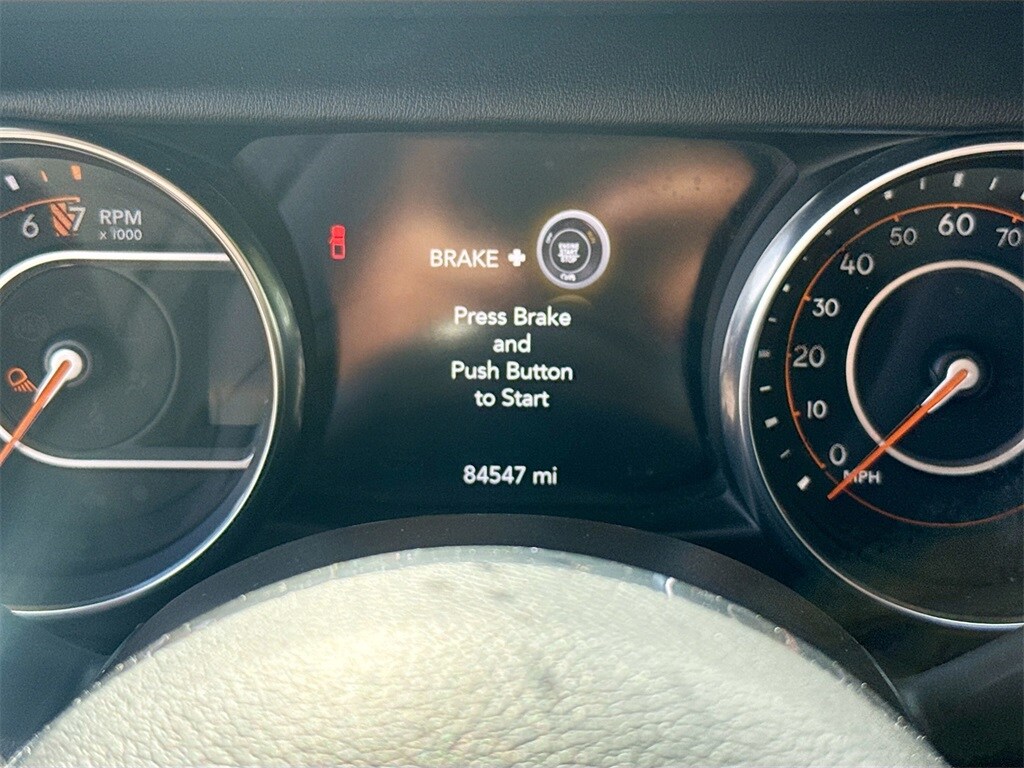 6 7 RPM
x 1000
BRAKE +
ENGINE
START
STOP
Press Brake
and
Push Button
to Start
84547 mi
0 10 20 30 40 50 60 70
MPH